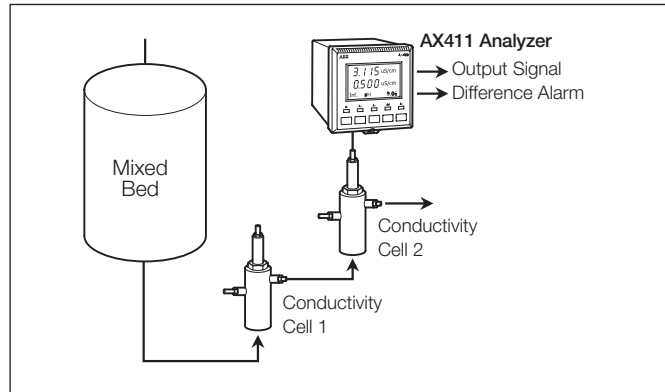 AX411 Analyzer
ABB
3.115 uS/cm
0.500 uS/cm
Output Signal
Difference Alarm
Mixed
Bed
Conductivity
Cell 2
Conductivity
Cell 1